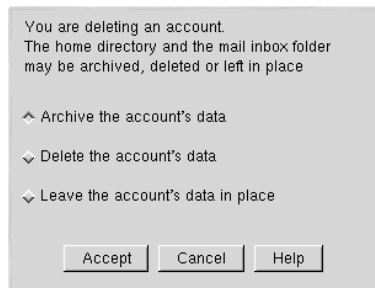 You are deleting an account.
The home directory and the mail inbox folder
may be archived, deleted or left in place
Archive the account's data
Delete the account's data
Leave the account's data in place
Accept Cancel Help